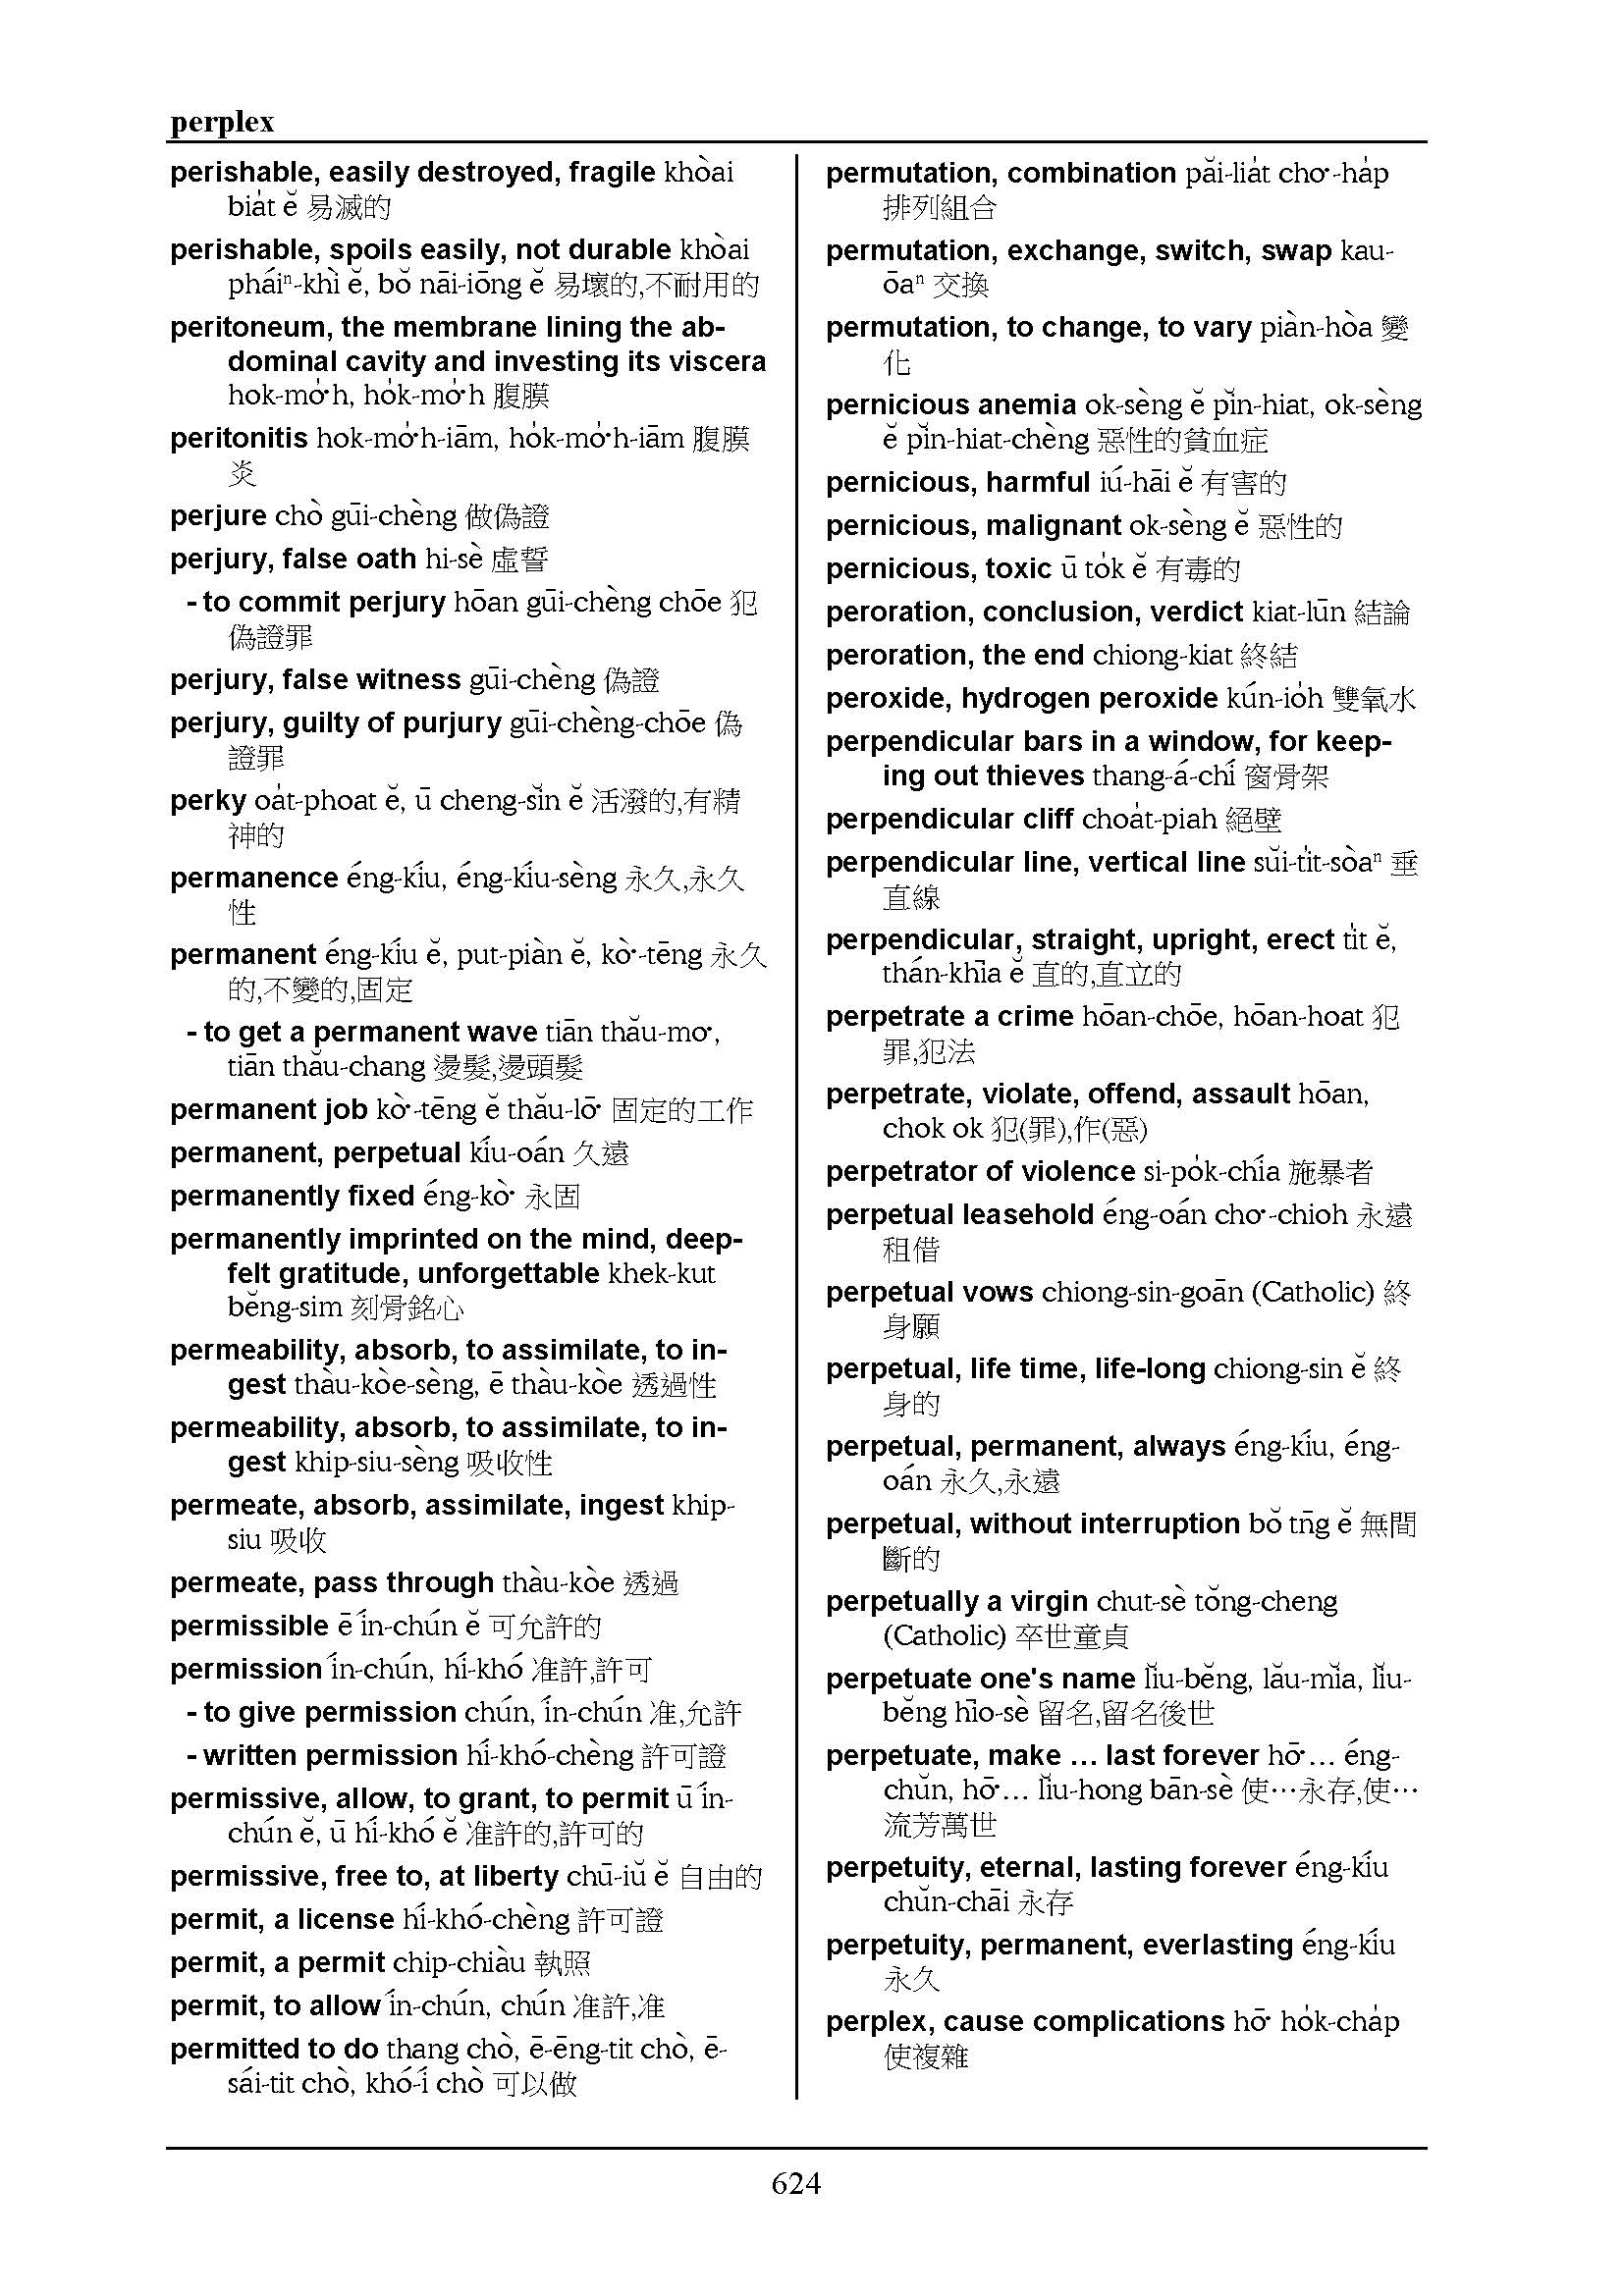 perplex
perishable, easily destroyed, fragile khòai
bia̍t ĕ 易滅的
perishable, spoils easily, not durable khòai
pháiⁿ-khì ĕ, bŏ nāi-iōng ĕ 易壞的,不耐用的
peritoneum, the membrane lining the ab-
dominal cavity and investing its viscera
hok-mo̍͘h, ho̍k-mo̍͘h 腹膜
peritonitis hok-mo̍͘h-iām, ho̍k-mo̍͘h-iām 腹膜
炎
perjure chò gūi-chèng 做偽證
perjury, false oath hi-sè 虛誓
- to commit perjury hōan gūi-chèng chōe 犯
偽證罪
perjury, false witness gūi-chèng 偽證
perjury, guilty of purjury gūi-chèng-chōe 偽
證罪
perky oa̍t-phoat ĕ, ū cheng-sĭn ĕ 活潑的,有精
神的
permanence éng-kíu, éng-kíu-sèng 永久,永久
性
permanent éng-kíu ĕ, put-piàn ĕ, kò͘-tēng 永久
的,不變的,固定
- to get a permanent wave tiān thău-mo͘,
tiān thău-chang 燙髮,燙頭髮
permanent job kò͘-tēng ĕ thău-lō͘ 固定的工作
permanent, perpetual kíu-oán 久遠
permanently fixed éng-kò͘ 永固
permanently imprinted on the mind, deep-
felt gratitude, unforgettable khek-kut
bĕng-sim 刻骨銘心
permeability, absorb, to assimilate, to in-
gest thàu-kòe-sèng, ē thàu-kòe 透過性
permeability, absorb, to assimilate, to in-
gest khip-siu-sèng 吸收性
permeate, absorb, assimilate, ingest khip-
siu 吸收
permeate, pass through thàu-kòe 透過
permissible ē ín-chún ĕ 可允許的
permission ín-chún, hí-khó 准許,許可
- to give permission chún, ín-chún 准,允許
- written permission hí-khó-chèng 許可證
permissive, allow, to grant, to permit ū ín-
chún ĕ, ū hí-khó ĕ 准許的,許可的
permissive, free to, at liberty chū-iŭ ĕ 自由的
permit, a license hí-khó-chèng 許可證
permit, a permit chip-chiàu 執照
permit, to allow ín-chún, chún 准許,准
permitted to do thang chò, ē-ēng-tit chò, ē-
sái-tit chò, khó-í chò 可以做
permutation, combination păi-lia̍t cho͘-ha̍p
排列組合
permutation, exchange, switch, swap kau-
ōaⁿ 交換
permutation, to change, to vary piàn-hòa 變
化
pernicious anemia ok-sèng ĕ pĭn-hiat, ok-sèng
ĕ pĭn-hiat-chèng 惡性的貧血症
pernicious, harmful iú-hāi ĕ 有害的
pernicious, malignant ok-sèng ĕ 惡性的
pernicious, toxic ū to̍k ĕ 有毒的
peroration, conclusion, verdict kiat-lūn 結論
peroration, the end chiong-kiat 終結
peroxide, hydrogen peroxide kún-io̍h 雙氧水
perpendicular bars in a window, for keep-
ing out thieves thang-á-chí 窗骨架
perpendicular cliff choa̍t-piah 絕壁
perpendicular line, vertical line sŭi-ti̍t-sòaⁿ 垂
直線
perpendicular, straight, upright, erect ti̍t ĕ,
thán-khīa ĕ 直的,直立的
perpetrate a crime hōan-chōe, hōan-hoat 犯
罪,犯法
perpetrate, violate, offend, assault hōan,
chok ok 犯(罪),作(惡)
perpetrator of violence si-po̍k-chía 施暴者
perpetual leasehold éng-oán cho͘-chioh 永遠
租借
perpetual vows chiong-sin-goān (Catholic) 終
身願
perpetual, life time, life-long chiong-sin ĕ 終
身的
perpetual, permanent, always éng-kíu, éng-
oán 永久,永遠
perpetual, without interruption bŏ tn̄g ĕ 無間
斷的
perpetually a virgin chut-sè tŏng-cheng
(Catholic) 卒世童貞
perpetuate one's name lĭu-bĕng, lău-mĭa, lĭu-
bĕng hīo-sè 留名,留名後世
perpetuate, make … last forever hō͘ … éng-
chŭn, hō͘ … lĭu-hong bān-sè 使⋯永存,使⋯
流芳萬世
perpetuity, eternal, lasting forever éng-kíu
chŭn-chāi 永存
perpetuity, permanent, everlasting éng-kíu
永久
perplex, cause complications hō͘ ho̍k-cha̍p
使複雜
624